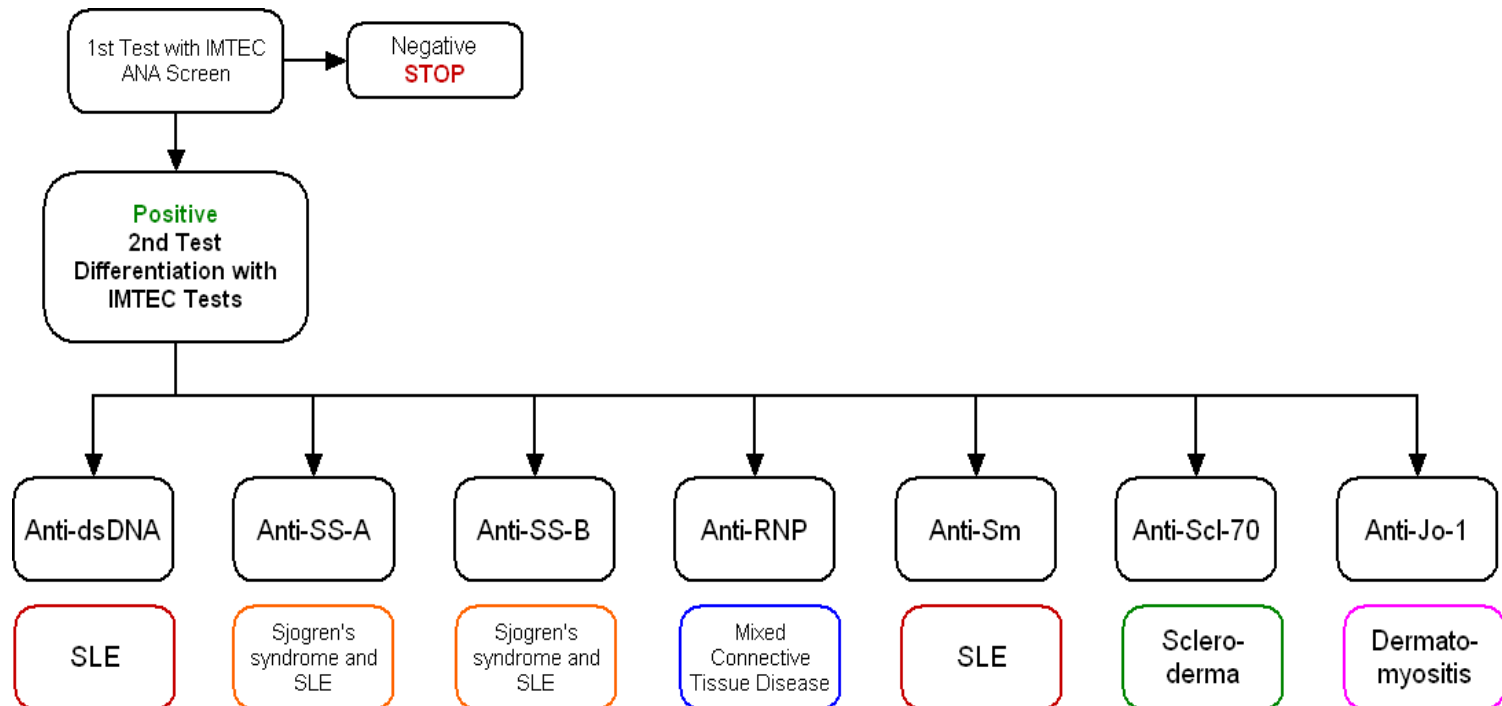 1st Test with IMTEC
ANA Screen
Negative
STOP
Positive
2nd Test
Differentiation with
IMTEC Tests
Anti-dsDNA
Anti-SS-A
Anti-SS-B
Anti-RNP
Anti-Sm
Anti-Scl-70
Anti-Jo-1
SLE
Sjogren's
syndrome and
SLE
Sjogren's
syndrome and
SLE
Mixed
Connective
Tissue Disease
SLE
Sclero-
derma
Dermato-
myositis